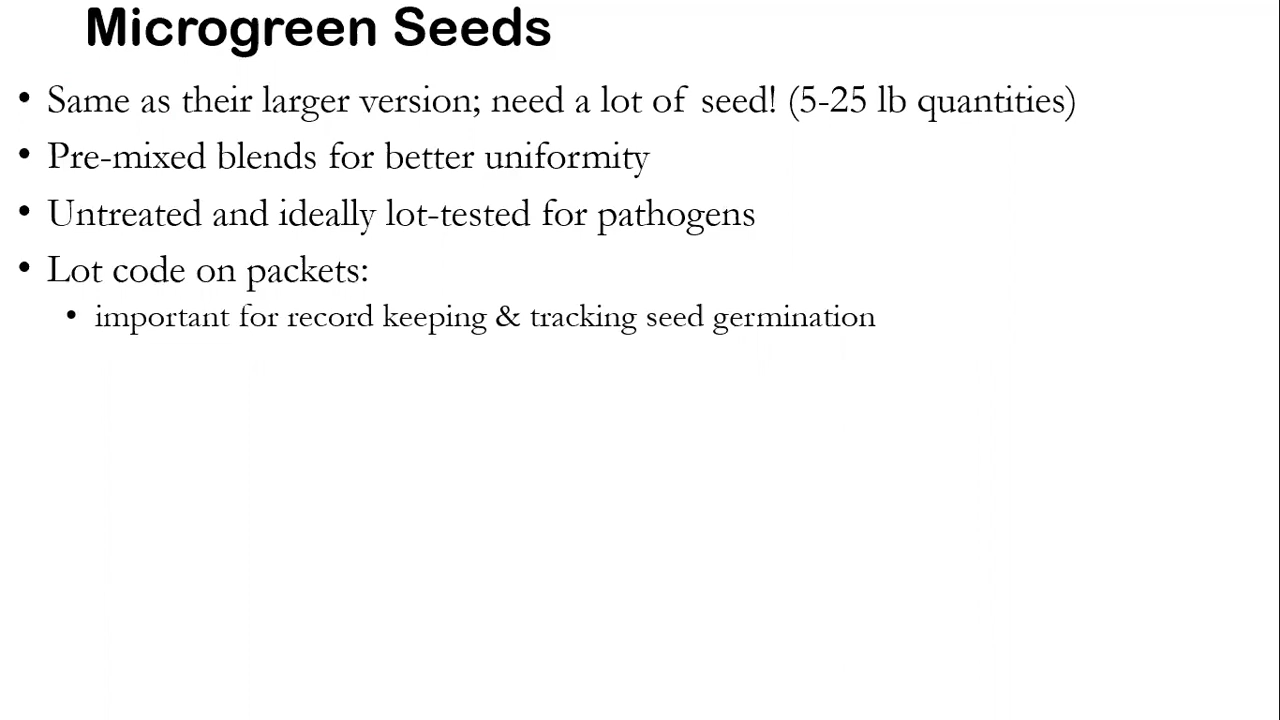 Microgreen Seeds
• Same as their larger version; need a lot of seed! (5-25 lb quantities)
• Pre-mixed blends for better uniformity
• Untreated and ideally lot-tested for pathogens
• Lot code on packets:
• important for record keeping & tracking seed germination